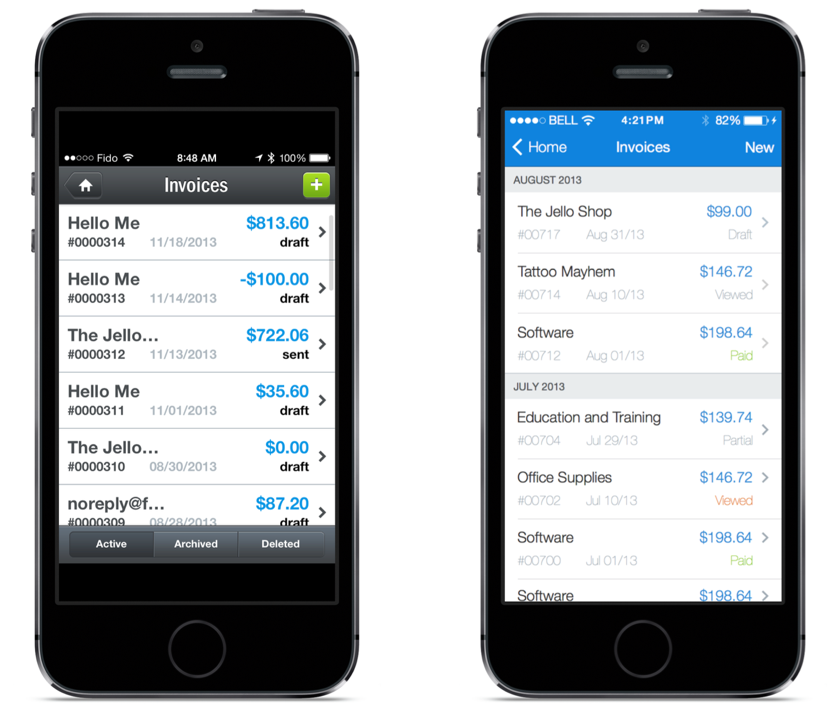 Fido 8:48 AM 100%
Invoices +
Hello Me $813.60
#0000314 11/18/2013 draft
Hello Me -$100.00
#0000313 11/14/2013 draft
The Jello... $722.06
#0000312 11/13/2013 sent
Hello Me $35.60
#0000311 11/01/2013 draft
The Jello... $0.00
#0000310 08/30/2013 draft
noreply@f... $87.20
#0000309 08/28/2013 draft
Active Archived Deleted
BELL 4:21PM 82%
Home Invoices New
AUGUST 2013
The Jello Shop $99.00
#00717 Aug 31/13 Draft
Tattoo Mayhem $146.72
#00714 Aug 10/13 Viewed
Software $198.64
#00712 Aug 01/13 Paid
JULY 2013
Education and Training $139.74
#00704 Jul 29/13 Partial
Office Supplies $146.72
#00702 Jul 10/13 Viewed
Software $198.64
#00700 Jul 01/13 Paid
Software $198.64